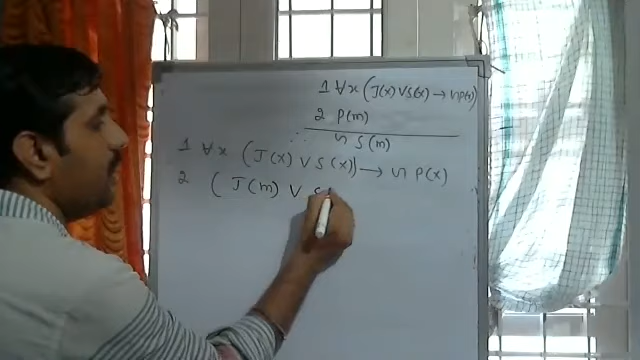 1 ∀x (J(x) ∨ S(x) → ∾P(x)
2 P(m)
∴ ∾ S(m)
1 ∀x (J(x) ∨ S(x)) → ∾ P(x)
2 ( J(m) ∨ S